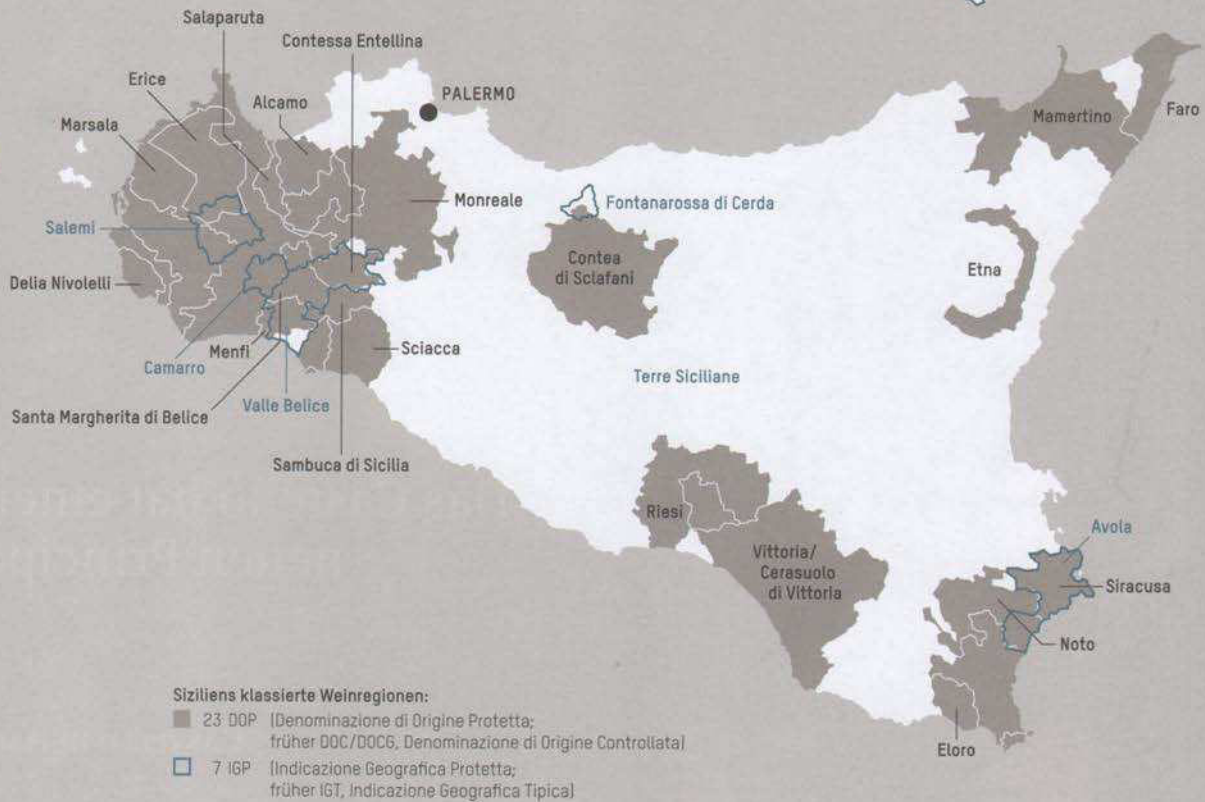 Salaparuta
Contessa Entellina
Erice
Alcamo
PALERMO
Marsala
Mamertino
Faro
Monreale
Fontanarossa di Cerda
Salemi
Contea
di Sclafani
Etna
Delia Nivolelli
Menfi
Sciacca
Camarro
Terre Siciliane
Valle Belice
Santa Margherita di Belice
Sambuca di Sicilia
Riesi
Avola
Vittoria/
Cerasuolo
di Vittoria
Siracusa
Noto
Eloro
Siziliens klassierte Weinregionen:
23 DOP (Denominazione di Origine Protetta;
früher DOC/DOCG, Denominazione di Origine Controllata)
7 IGP (Indicazione Geografica Protetta;
früher IGT, Indicazione Geografica Tipica)